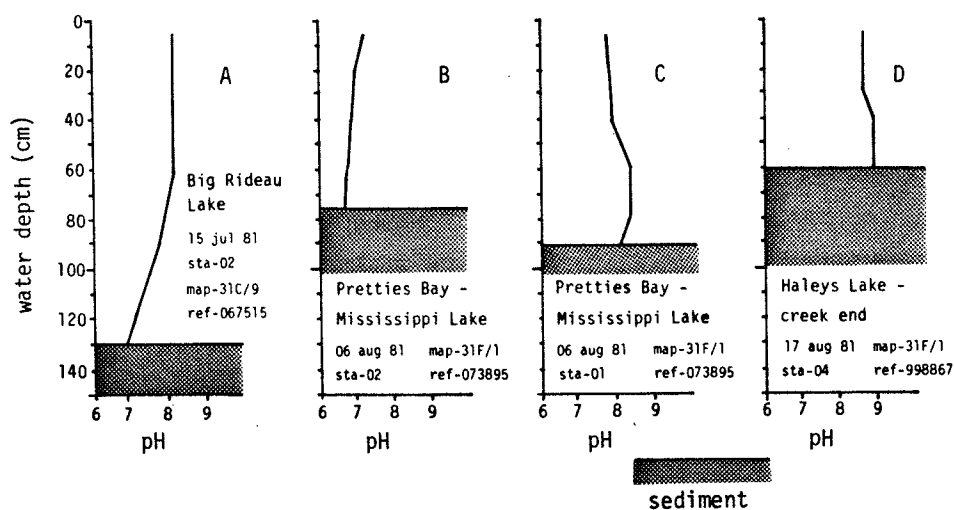 water depth (cm)
0
20
40
60
80
100
120
140
A
Big Rideau
Lake
15 jul 81
sta-02
map-31C/9
ref-067515
6 7 8 9
pH
B
Pretties Bay -
Mississippi Lake
06 aug 81 map-31F/1
sta-02 ref-073895
6 7 8 9
pH
C
Pretties Bay -
Mississippi Lake
06 aug 81 map-31F/1
sta-01 ref-073895
6 7 8 9
pH
D
Haleys Lake -
creek end
17 aug 81 map-31F/1
sta-04 ref-998867
6 7 8 9
pH
sediment